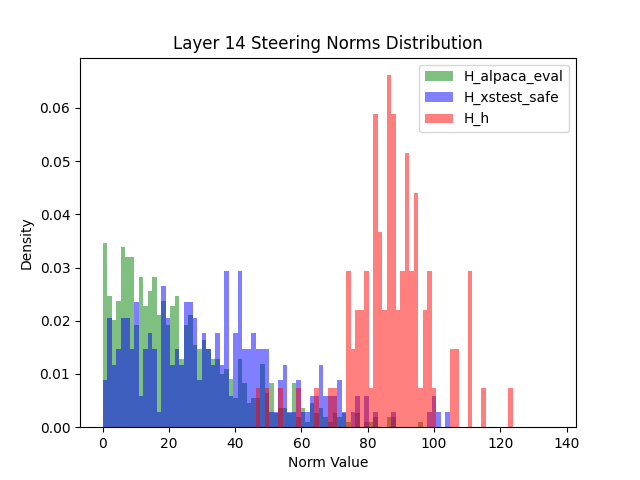 Layer 14 Steering Norms Distribution
H_alpaca_eval
H_xstest_safe
H_h
Density
0.06
0.05
0.04
0.03
0.02
0.01
0.00
0 20 40 60 80 100 120 140
Norm Value